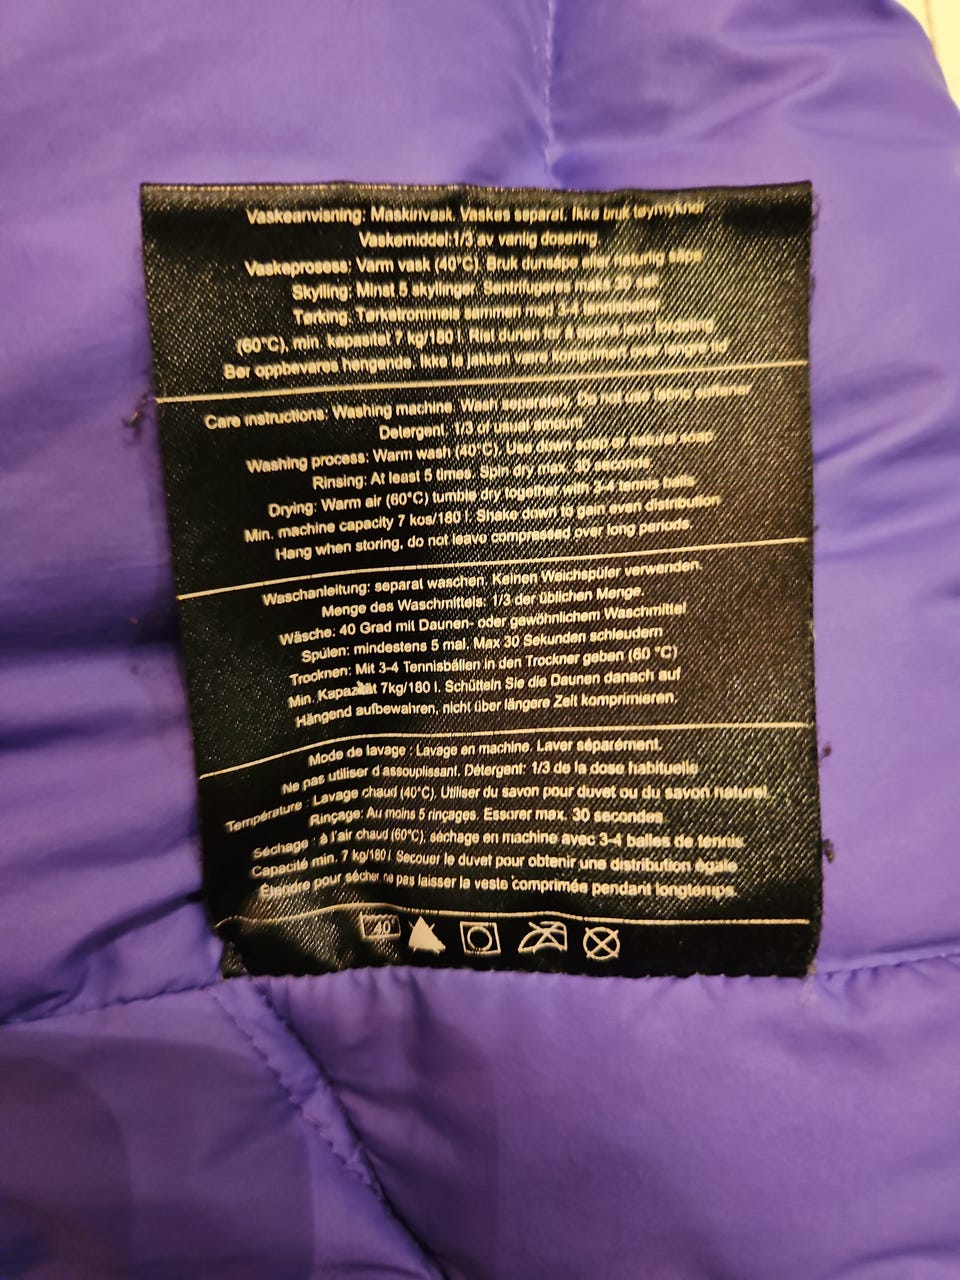 Vaskeanvisning: Maskinvask. Vaskes separat. Ikke bruk tøymykner
Vaskemiddel:1/3 av vanlig dosering.
Vaskeprosess: Varm vask (40°C). Bruk dunsåpe eller naturlig såpe
Skylling: Minst 5 skyllinger. Sentrifugeres maks 30 sek
Tørking. Tørketrommels sammen med 3-4 tennisballer
(60°C), min. kapasitet 7 kg/180 l. Rist dunen for å oppnå jevn fordeling
Bør oppbevares hengende. Ikke la jakken være komprimert over lengre tid
Care instructions: Washing machine. Wash separately. Do not use fabric softener
Detergent. 1/3 of usual amount
Washing process: Warm wash (40°C). Use down soap or natural soap
Rinsing: At least 5 times. Spin dry max. 30 seconds
Drying: Warm air (60°C) tumble dry together with 3-4 tennis balls
Min. machine capacity 7 kos/180 l. Shake down to gain even distribution
Hang when storing, do not leave compressed over long periods.
Waschanleitung: separat waschen. Keinen Weichspüler verwenden.
Menge des Waschmittels: 1/3 der üblichen Menge.
Wäsche: 40 Grad mit Daunen- oder gewöhnlichem Waschmittel
Spülen: mindestens 5 mal. Max 30 Sekunden schleudern
Trocknen: Mit 3-4 Tennisbällen in den Trockner geben (60 °C)
Min. Kapazität 7kg/180 l. Schütteln Sie die Daunen danach auf
Hängend aufbewahren, nicht über längere Zeit komprimieren.
Mode de lavage : Lavage en machine. Laver séparément.
Ne pas utiliser d'assouplissant. Détergent: 1/3 de la dose habituelle
Température : Lavage chaud (40°C). Utiliser du savon pour duvet ou du savon naturel.
Rinçage: Au moins 5 rinçages. Essorer max. 30 secondes
Séchage : à l'air chaud (60°C), séchage en machine avec 3-4 balles de tennis
Capacité min. 7 kg/180 l Secouer le duvet pour obtenir une distribution égale
Étendre pour sécher ne pas laisser la veste comprimée pendant longtemps.
40°